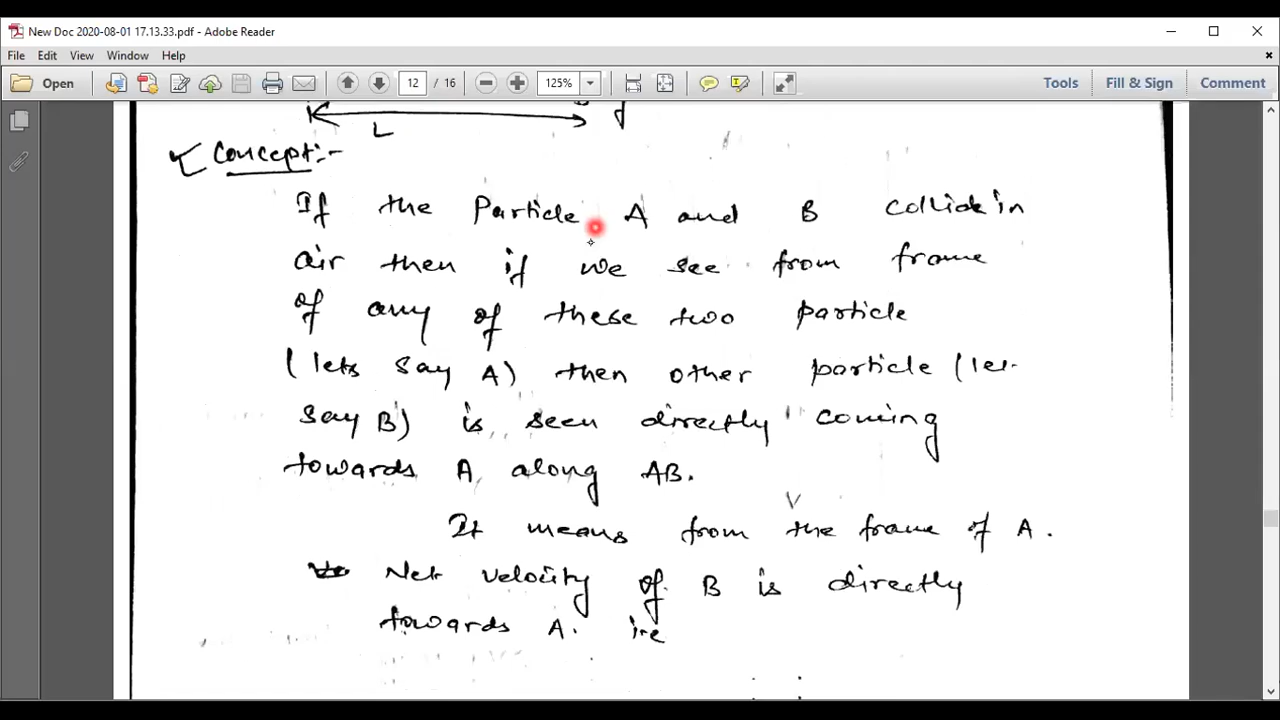 New Doc 2020-08-01 17.13.33.pdf - Adobe Reader
File Edit View Window Help
Open 12 / 16 125% Tools Fill & Sign Comment
L
Concept:-
If the Particle A and B collide in
air then if we see from frame
of any of these two particle
(lets say A) then other particle (let
say B) is seen directly coming
towards A along AB.
It means from the frame of A.
Net velocity of B is directly
towards A. i.e